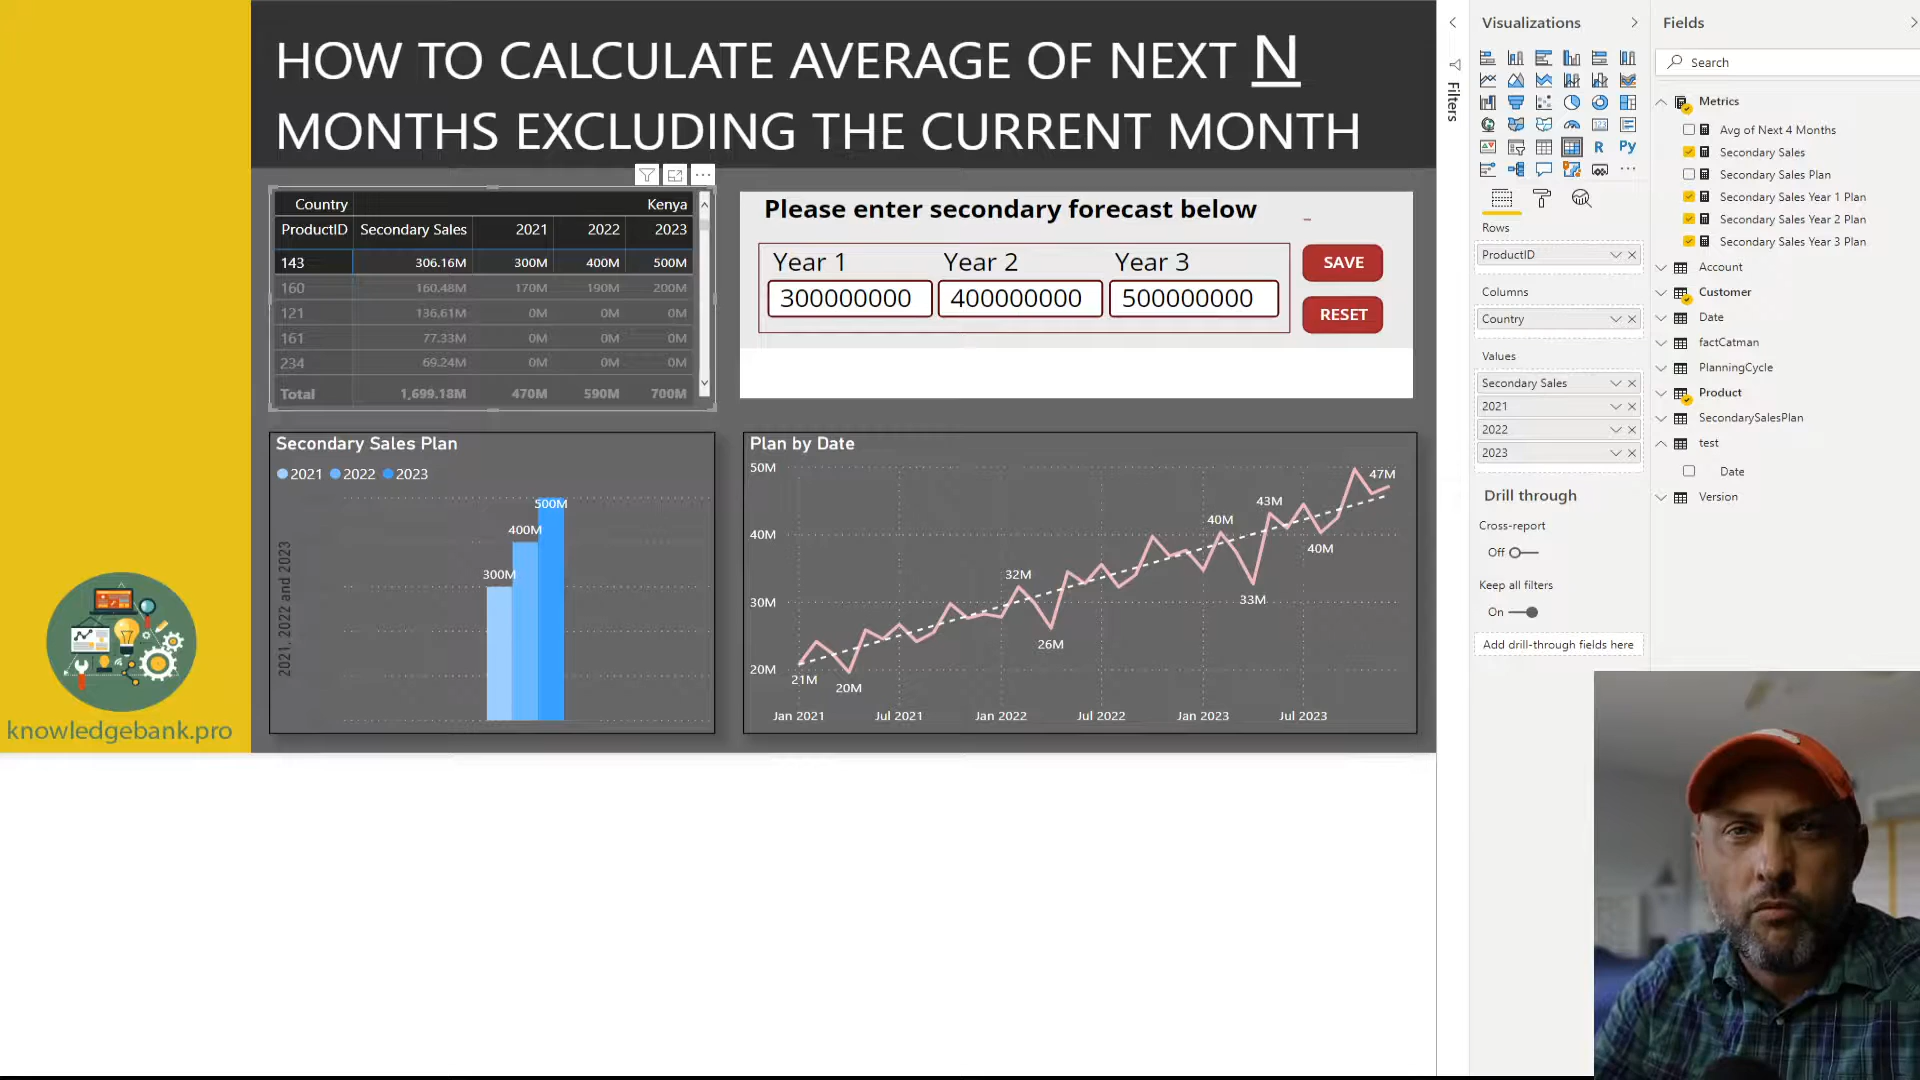 HOW TO CALCULATE AVERAGE OF NEXT N
MONTHS EXCLUDING THE CURRENT MONTH
knowledgebank.pro
Country Kenya
ProductID Secondary Sales 2021 2022 2023
143 306.16M 300M 400M 500M
160 160.48M 170M 190M 200M
121 136.61M 0M 0M 0M
161 77.33M 0M 0M 0M
234 69.24M 0M 0M 0M
Total 1,699.18M 470M 590M 700M
Please enter secondary forecast below
Year 1 Year 2 Year 3
300000000 400000000 500000000
SAVE
RESET
Secondary Sales Plan
2021 2022 2023
2021, 2022 and 2023
300M
400M
500M
Plan by Date
50M
40M
30M
20M
21M
20M
32M
26M
40M
33M
43M
40M
47M
Jan 2021 Jul 2021 Jan 2022 Jul 2022 Jan 2023 Jul 2023
Filters
Visualizations
R
Py
123
Rows
ProductID
Columns
Country
Values
Secondary Sales
2021
2022
2023
Drill through
Cross-report
Off
Keep all filters
On
Add drill-through fields here
Fields
Search
Metrics
Avg of Next 4 Months
Secondary Sales
Secondary Sales Plan
Secondary Sales Year 1 Plan
Secondary Sales Year 2 Plan
Secondary Sales Year 3 Plan
Account
Customer
Date
factCatman
PlanningCycle
Product
SecondarySalesPlan
test
Date
Version